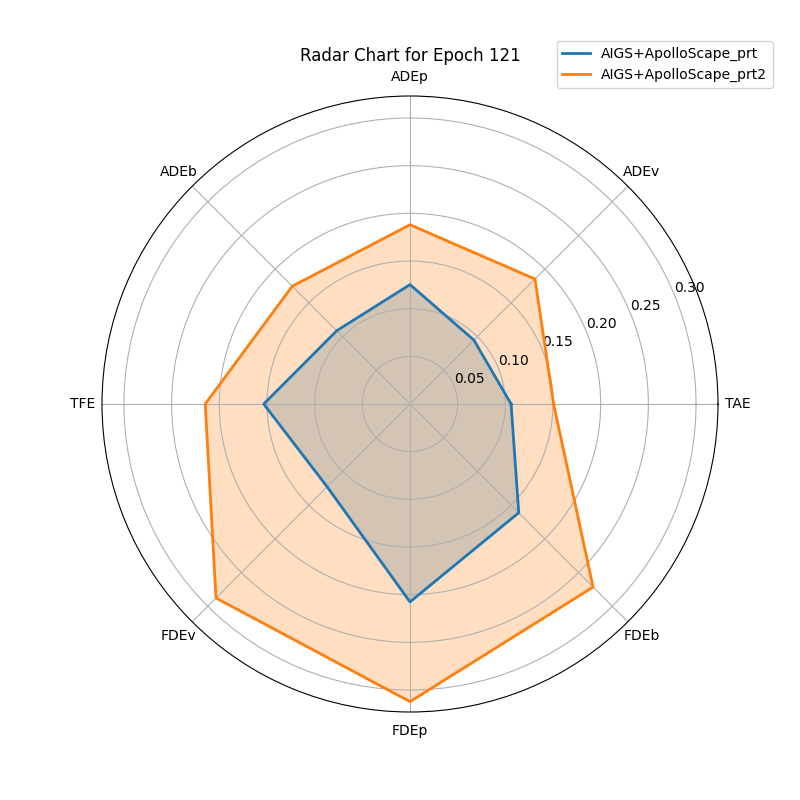 Radar Chart for Epoch 121
AIGS+ApolloScape_prt
AIGS+ApolloScape_prt2
ADEp
ADEb
ADEv
0.30
0.25
0.20
0.15
0.10
0.05
TFE
TAE
FDEv
FDEb
FDEp